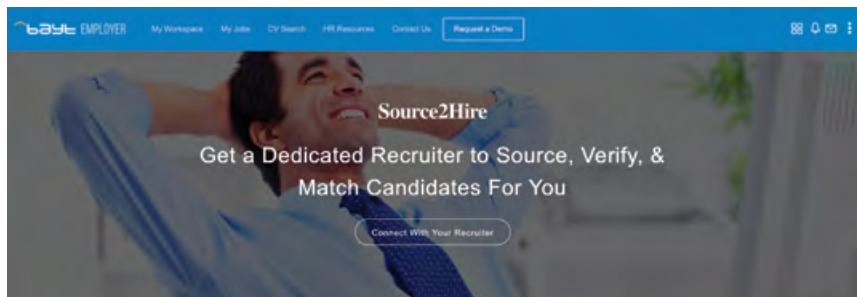 bayt EMPLOYER
My Workspace
My Jobs
CV Search
HR Resources
Contact Us
Request a Demo
Source2Hire
Get a Dedicated Recruiter to Source, Verify, &
Match Candidates For You
Connect With Your Recruiter